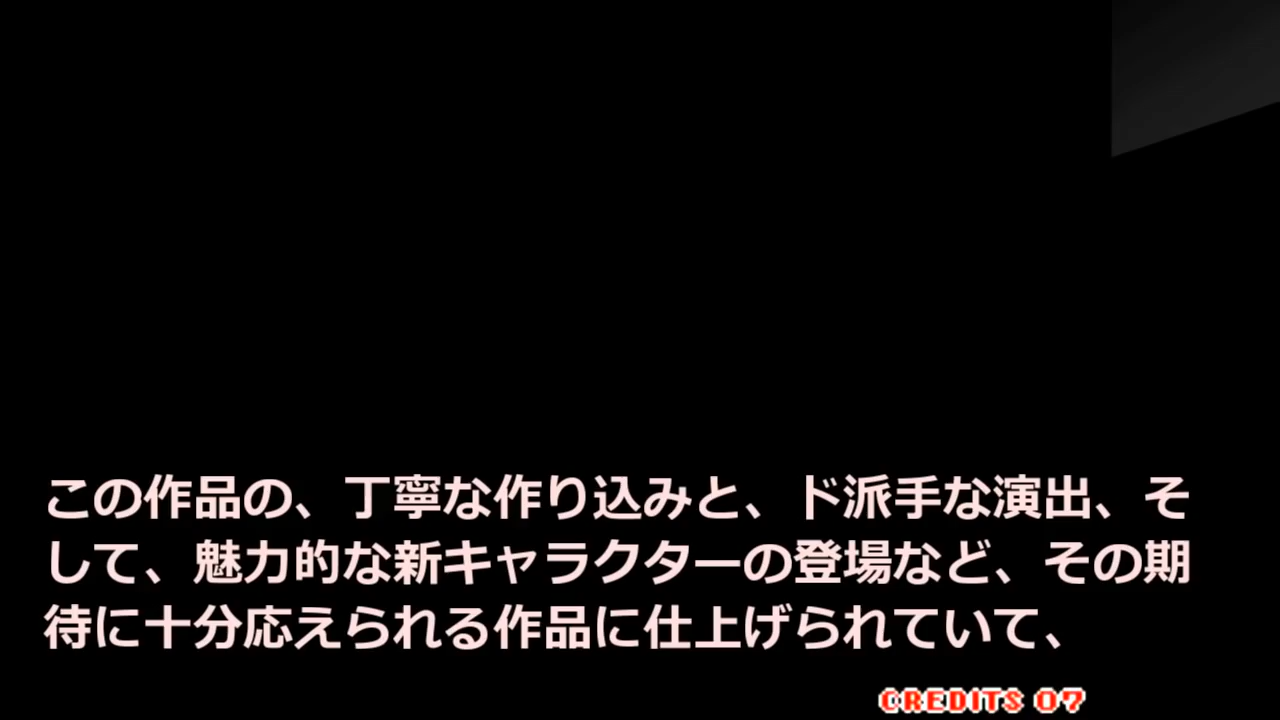 この作品の、丁寧な作り込みと、ド派手な演出、そ
して、魅力的な新キャラクターの登場など、その期
待に十分応えられる作品に仕上げられていて、
CREDITS 07